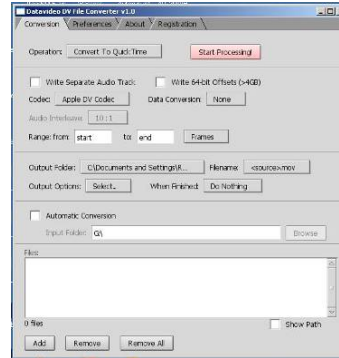 Datavideo DV File Converter v1.0
Conversion Preferences About Registration
Operation: Convert To QuickTime Start Processing!
Write Separate Audio Track Write 64-bit Offsets (>4GB)
Codec: Apple DV Codec Data Conversion: None
Audio Interleave: 10:1
Range: from: start to: end Frames
Output Folder: C:\Documents and Settings\R... Filename: <source>.mov
Output Options: Select... When Finished: Do Nothing
Automatic Conversion
Input Folder: G:\ Browse
Files:
0 files Show Path
Add Remove Remove All